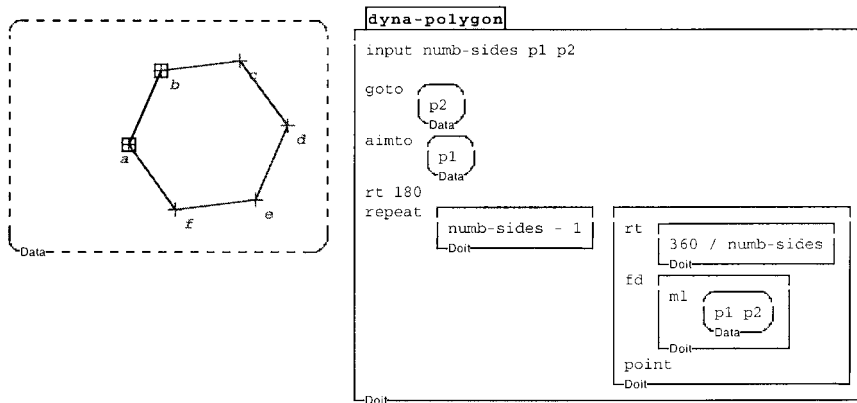 b
c
a
d
f
e
Data
dyna-polygon
input numb-sides p1 p2
goto
p2
Data
aimto
p1
Data
rt 180
repeat
numb-sides - 1
Doit
rt
360 / numb-sides
Doit
fd
ml
p1 p2
Data
Doit
point
Doit
Doit